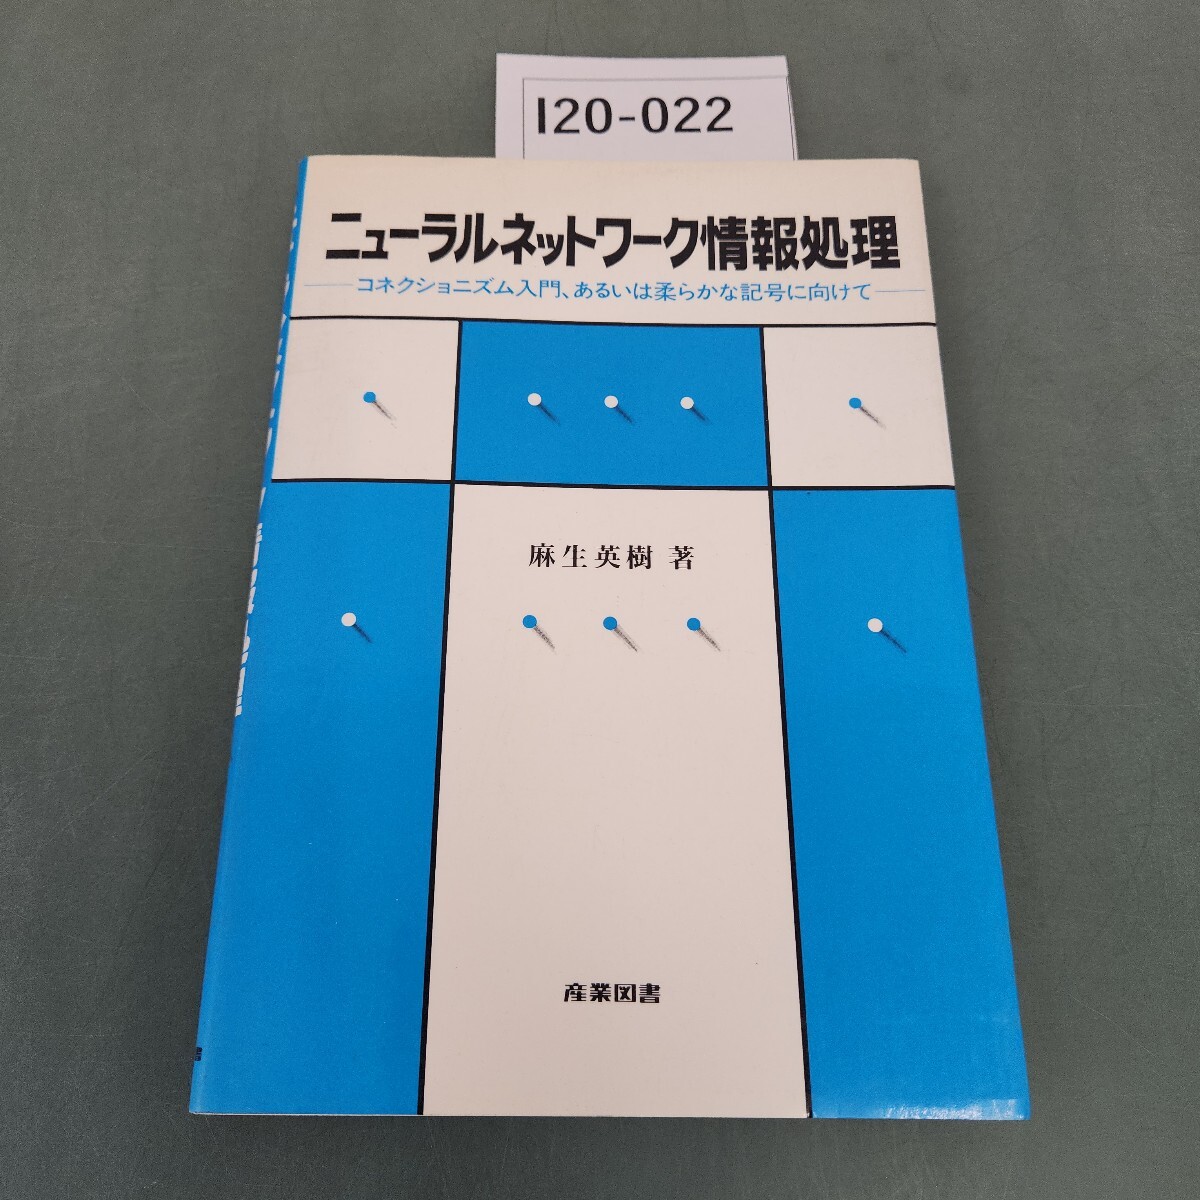 I20-022
ニューラルネットワーク情報処理
コネクショニズム入門、あるいは柔らかな記号に向けて
麻生英樹 著
産業図書